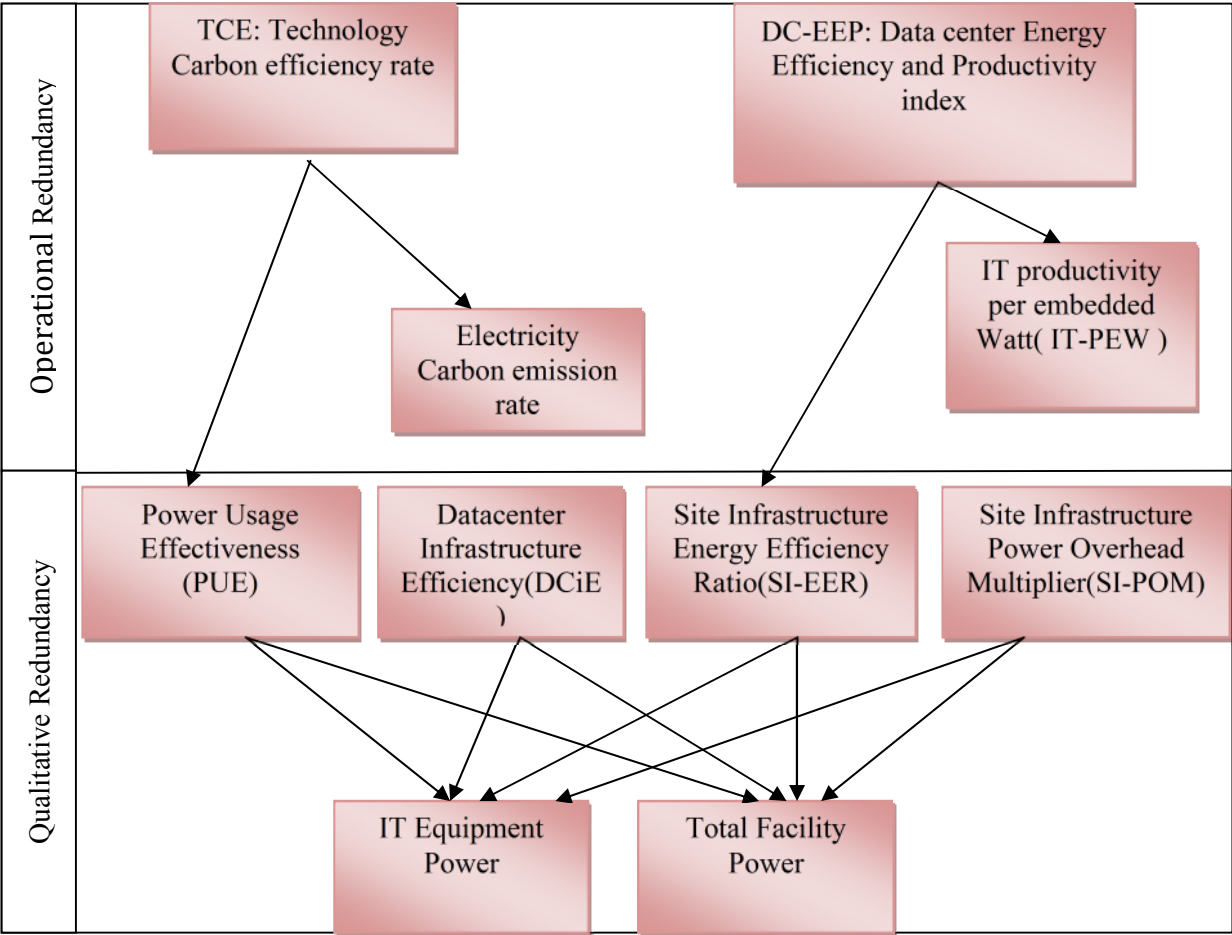 Operational Redundancy
TCE: Technology
Carbon efficiency rate
DC-EEP: Data center Energy
Efficiency and Productivity
index
IT productivity
per embedded
Watt( IT-PEW )
Electricity
Carbon emission
rate
Qualitative Redundancy
Power Usage
Effectiveness
(PUE)
Datacenter
Infrastructure
Efficiency(DCiE
)
Site Infrastructure
Energy Efficiency
Ratio(SI-EER)
Site Infrastructure
Power Overhead
Multiplier(SI-POM)
IT Equipment
Power
Total Facility
Power